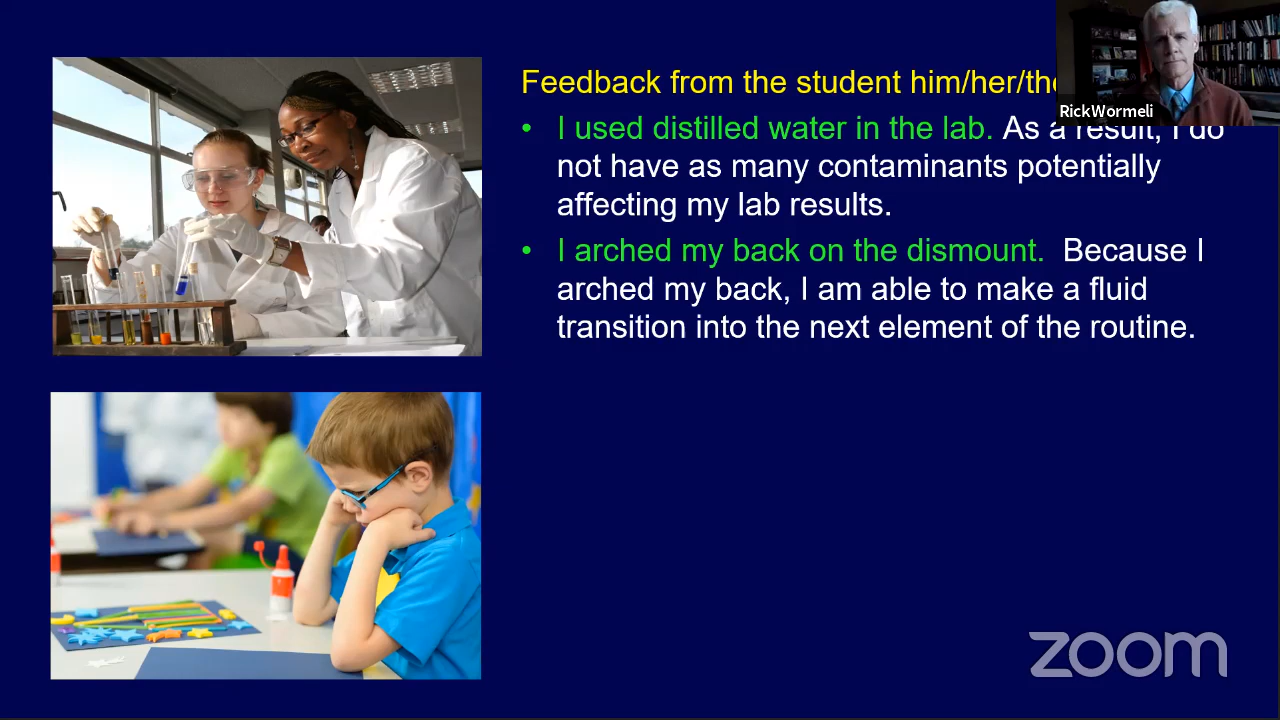 Feedback from the student him/her/the
RickWormeli
• I used distilled water in the lab. As a result, I do
not have as many contaminants potentially
affecting my lab results.
• I arched my back on the dismount. Because I
arched my back, I am able to make a fluid
transition into the next element of the routine.
zoom